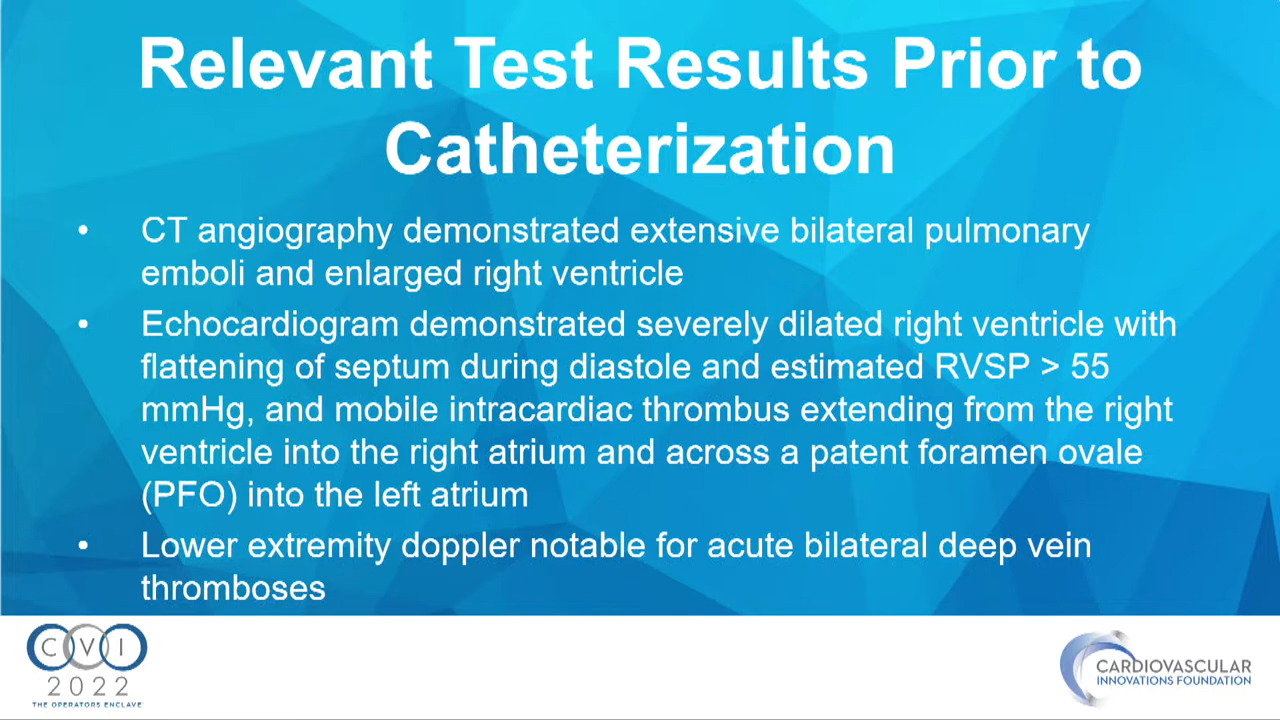 Relevant Test Results Prior to
Catheterization
• CT angiography demonstrated extensive bilateral pulmonary
emboli and enlarged right ventricle
• Echocardiogram demonstrated severely dilated right ventricle with
flattening of septum during diastole and estimated RVSP > 55
mmHg, and mobile intracardiac thrombus extending from the right
ventricle into the right atrium and across a patent foramen ovale
(PFO) into the left atrium
• Lower extremity doppler notable for acute bilateral deep vein
thromboses
CVI
2022
THE OPERATORS ENCLAVE
CARDIOVASCULAR
INNOVATIONS FOUNDATION